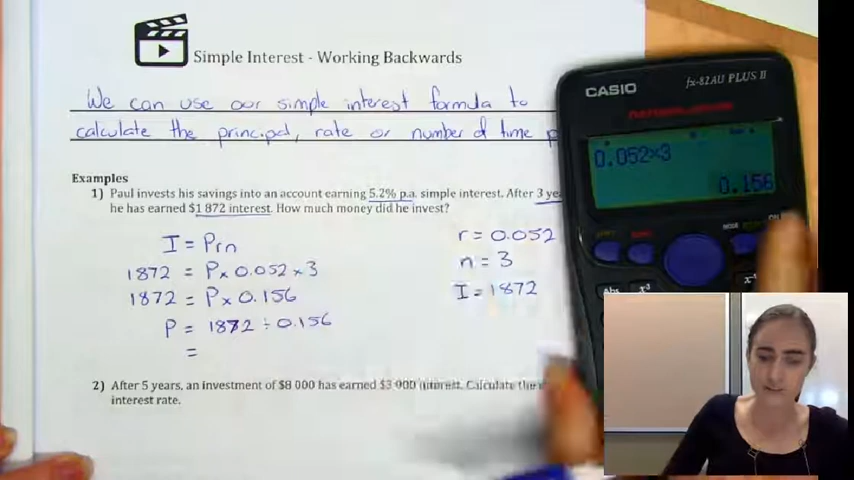 Simple Interest - Working Backwards
We can use our simple interest formula to
calculate the principal, rate or number of time
Examples
1) Paul invests his savings into an account earning 5.2% p.a. simple interest. After 3
he has earned $1 872 interest. How much money did he invest?
I = Prn
1872 = P × 0.052 × 3
1872 = P × 0.156
P = 1872 ÷ 0.156
=
r = 0.052
n = 3
I = 1872
2) After 5 years, an investment of $8 000 has earned $3 000 interest. Calculate the
interest rate.
CASIO
fx-82AU PLUS II
0.052×3
0.156
MODE
Abs